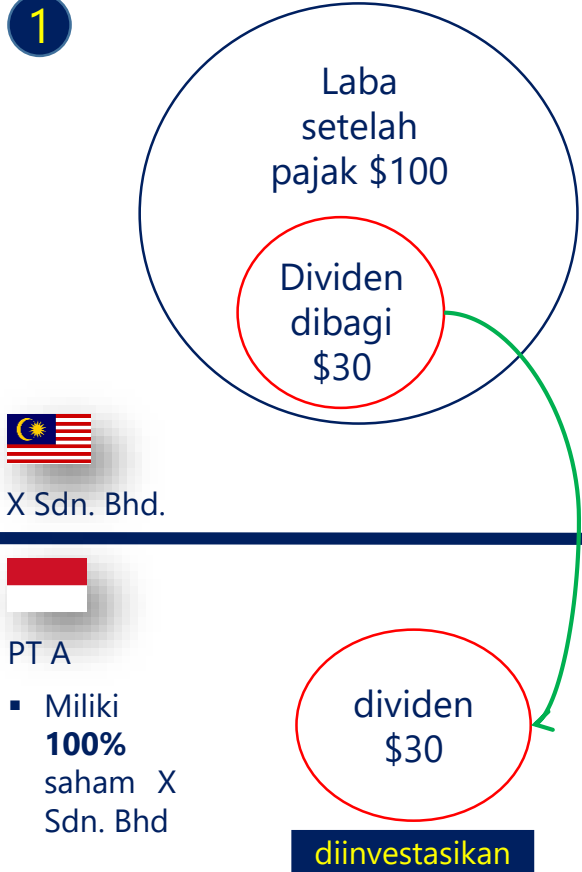 1
Laba
setelah
pajak $100
Dividen
dibagi
$30
X Sdn. Bhd.
PT A
▪ Miliki
100%
saham X
Sdn. Bhd
dividen
$30
diinvestasikan